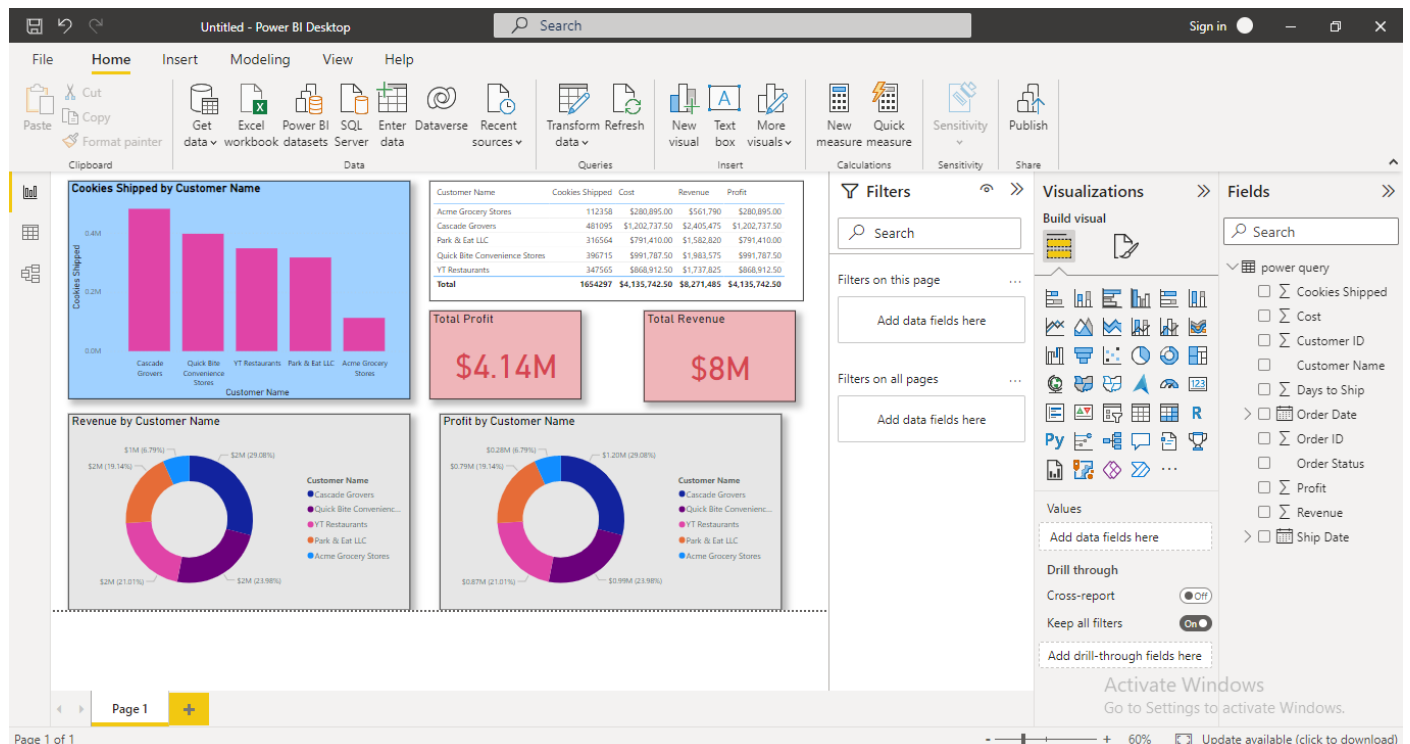 Untitled - Power BI Desktop
Search
Sign in
File Home Insert Modeling View Help
Paste
Cut
Copy
Format painter
Clipboard
Get data
Excel workbook
Power BI datasets
SQL Server
Enter data
Dataverse
Recent sources
Data
Transform data
Refresh
Queries
New visual
Text box
More visuals
Insert
New measure
Quick measure
Calculations
Sensitivity
Sensitivity
Publish
Share
Cookies Shipped by Customer Name
Cookies Shipped
0.4M
0.2M
0.0M
Cascade Grovers
Quick Bite Convenience Stores
YT Restaurants
Park & Eat LLC
Acme Grocery Stores
Customer Name
Customer Name Cookies Shipped Cost Revenue Profit
Acme Grocery Stores 112358 $280,895.00 $561,790 $280,895.00
Cascade Grovers 481095 $1,202,737.50 $2,405,475 $1,202,737.50
Park & Eat LLC 316564 $791,410.00 $1,582,820 $791,410.00
Quick Bite Convenience Stores 396715 $991,787.50 $1,983,575 $991,787.50
YT Restaurants 347565 $868,912.50 $1,737,825 $868,912.50
Total 1654297 $4,135,742.50 $8,271,485 $4,135,742.50
Total Profit
$4.14M
Total Revenue
$8M
Revenue by Customer Name
$1M (6.79%)
$2M (19.14%)
$2M (29.08%)
$2M (21.01%)
$2M (23.98%)
Customer Name
Cascade Grovers
Quick Bite Convenienc...
YT Restaurants
Park & Eat LLC
Acme Grocery Stores
Profit by Customer Name
$0.28M (6.79%)
$0.79M (19.14%)
$1.20M (29.08%)
$0.87M (21.01%)
$0.99M (23.98%)
Customer Name
Cascade Grovers
Quick Bite Convenienc...
YT Restaurants
Park & Eat LLC
Acme Grocery Stores
Filters
Search
Filters on this page
Add data fields here
Filters on all pages
Add data fields here
Visualizations
Build visual
123
R
Py
Values
Add data fields here
Drill through
Cross-report
Off
Keep all filters
On
Add drill-through fields here
Fields
Search
power query
Cookies Shipped
Cost
Customer ID
Customer Name
Days to Ship
Order Date
Order ID
Order Status
Profit
Revenue
Ship Date
Activate Windows
Go to Settings to activate Windows.
Page 1
Page 1 of 1
60%
Update available (click to download)